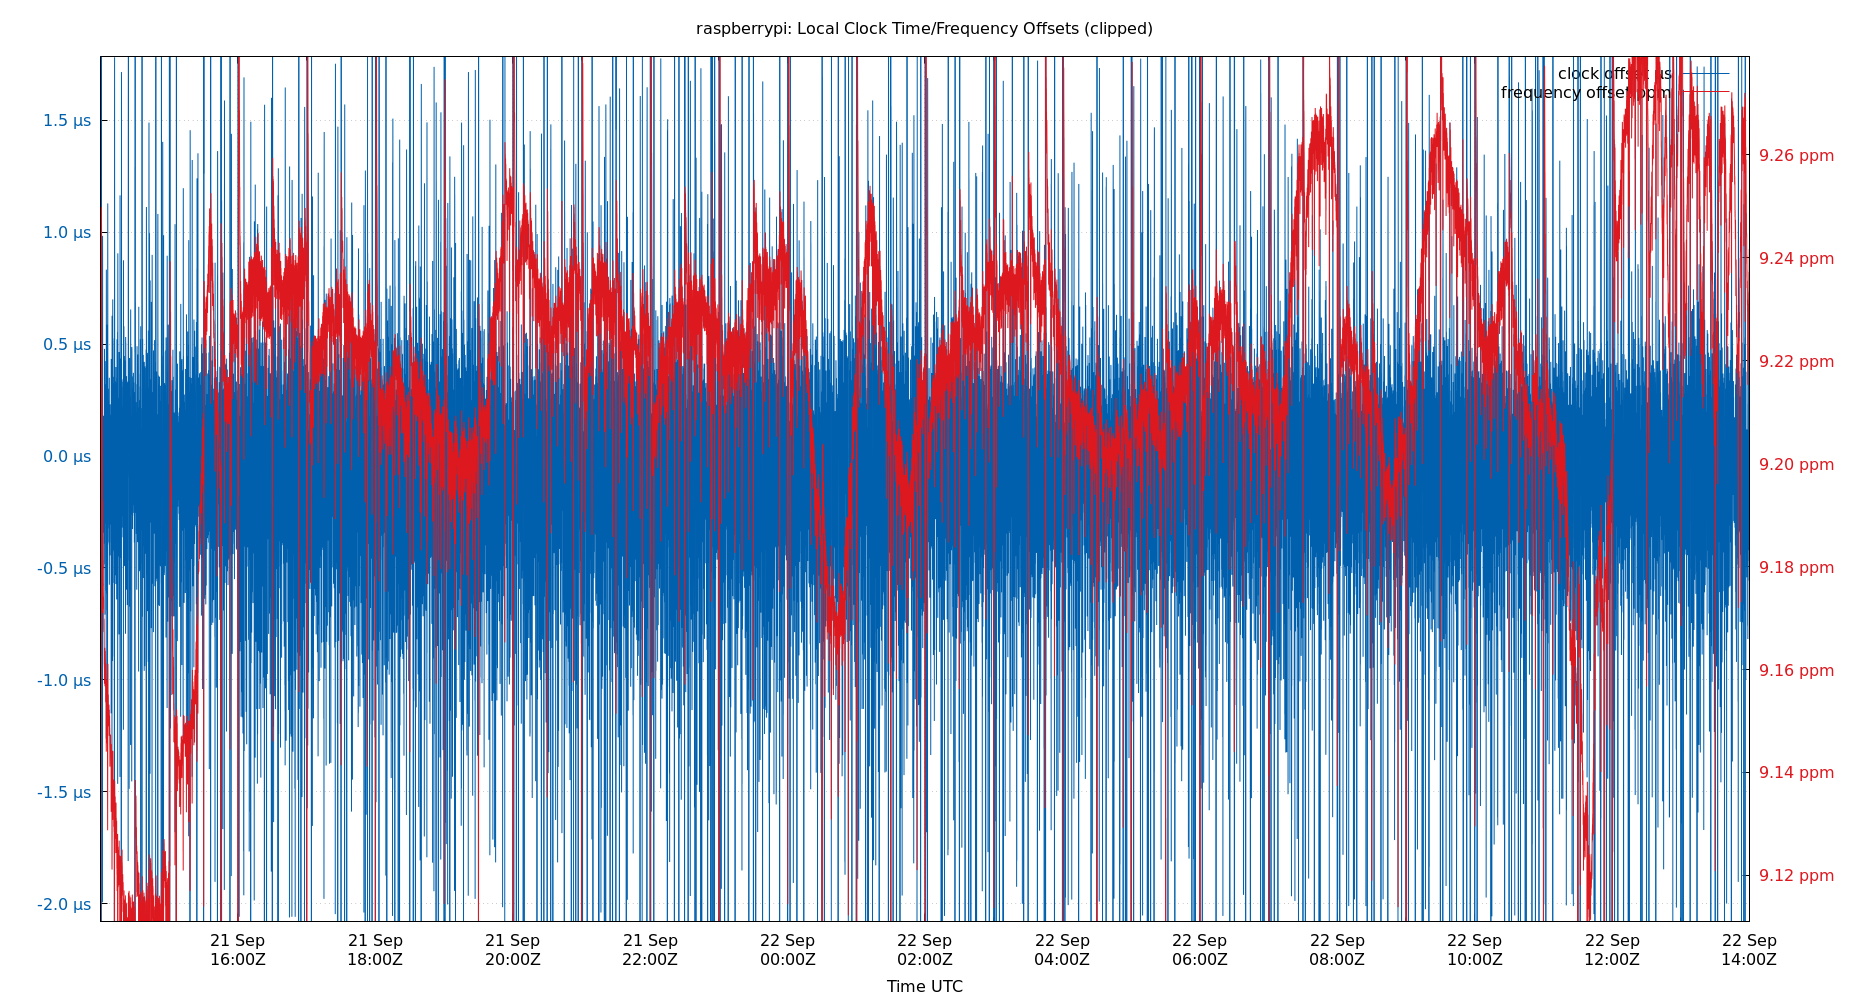 raspberrypi: Local Clock Time/Frequency Offsets (clipped)
clock offset µs
frequency offset ppm
1.5 µs
1.0 µs
0.5 µs
0.0 µs
-0.5 µs
-1.0 µs
-1.5 µs
-2.0 µs
9.26 ppm
9.24 ppm
9.22 ppm
9.20 ppm
9.18 ppm
9.16 ppm
9.14 ppm
9.12 ppm
21 Sep 21 Sep 21 Sep 21 Sep 22 Sep 22 Sep 22 Sep 22 Sep 22 Sep 22 Sep 22 Sep 22 Sep
16:00Z 18:00Z 20:00Z 22:00Z 00:00Z 02:00Z 04:00Z 06:00Z 08:00Z 10:00Z 12:00Z 14:00Z
Time UTC